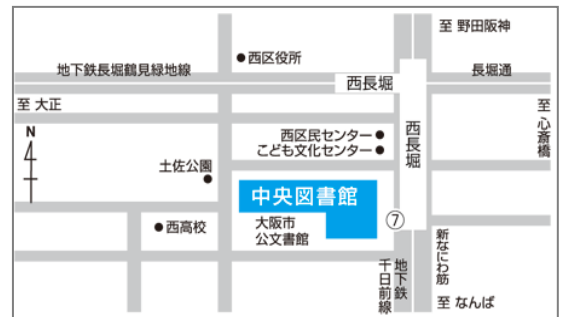 至 野田阪神
西区役所
地下鉄長堀鶴見緑地線
西長堀
長堀通
至 大正
至 心斎橋
N
西区民センター
こども文化センター
西長堀
土佐公園
中央図書館
大阪市
公文書館
⑦
西高校
新なにわ筋
地下鉄
千日前線
至 なんば